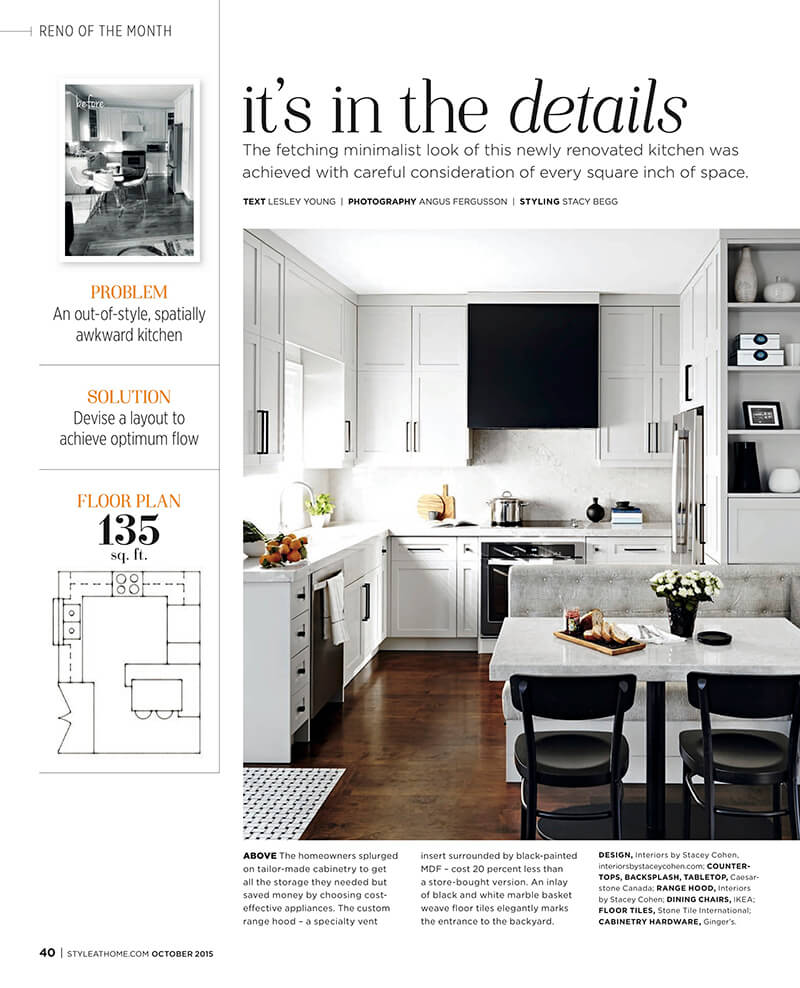 RENO OF THE MONTH
before
it's in the details
The fetching minimalist look of this newly renovated kitchen was
achieved with careful consideration of every square inch of space.
TEXT LESLEY YOUNG | PHOTOGRAPHY ANGUS FERGUSSON | STYLING STACY BEGG
PROBLEM
An out-of-style, spatially
awkward kitchen
SOLUTION
Devise a layout to
achieve optimum flow
FLOOR PLAN
135
sq. ft.
ABOVE The homeowners splurged
on tailor-made cabinetry to get
all the storage they needed but
saved money by choosing cost-
effective appliances. The custom
range hood – a specialty vent
insert surrounded by black-painted
MDF – cost 20 percent less than
a store-bought version. An inlay
of black and white marble basket
weave floor tiles elegantly marks
the entrance to the backyard.
DESIGN, Interiors by Stacey Cohen,
interiorsbystaceycohen.com; COUNTER-
TOPS, BACKSPLASH, TABLETOP, Caesar-
stone Canada; RANGE HOOD, Interiors
by Stacey Cohen; DINING CHAIRS, IKEA;
FLOOR TILES, Stone Tile International;
CABINETRY HARDWARE, Ginger's.
40 | STYLEATHOME.COM OCTOBER 2015